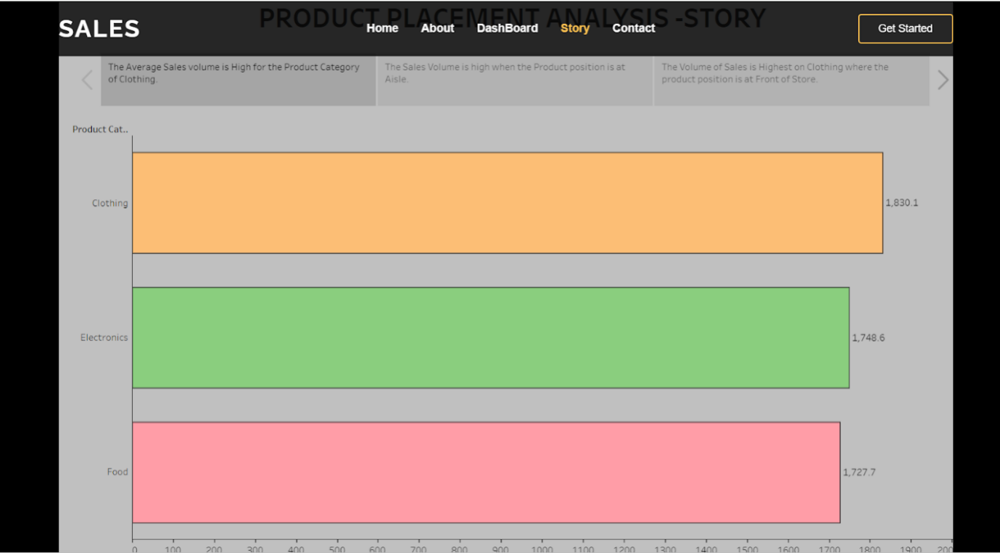 PRODUCT PLACEMENT ANALYSIS -STORY
SALES
Home About DashBoard Story Contact
Get Started
The Average Sales volume is High for the Product Category
of Clothing.
The Sales Volume is high when the Product position is at
Aisle.
The Volume of Sales is Highest on Clothing where the
product position is at Front of Store.
Product Cat..
Clothing
1,830.1
Electronics
1,748.6
Food
1,727.7
0 100 200 300 400 500 600 700 800 900 1000 1100 1200 1300 1400 1500 1600 1700 1800 1900 200